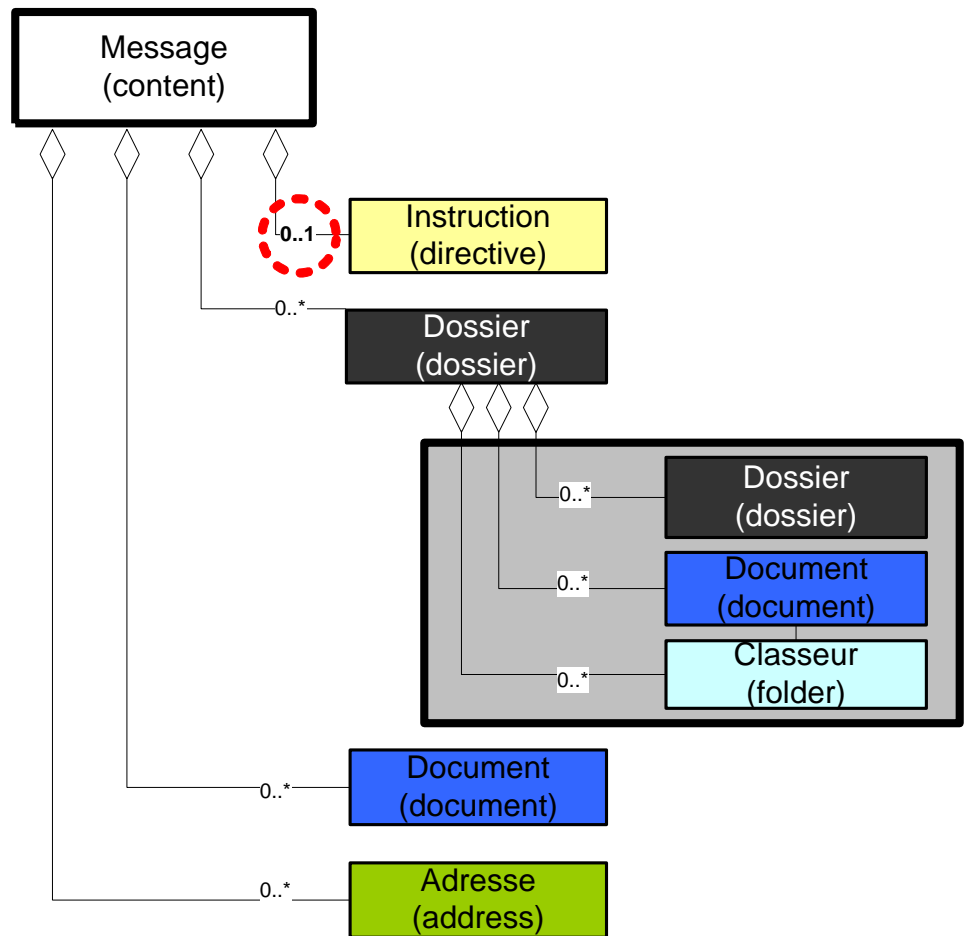 Message
(content)
0..1
Instruction
(directive)
0..*
Dossier
(dossier)
0..*
Dossier
(dossier)
0..*
Document
(document)
0..*
Classeur
(folder)
0..*
Document
(document)
0..*
Adresse
(address)